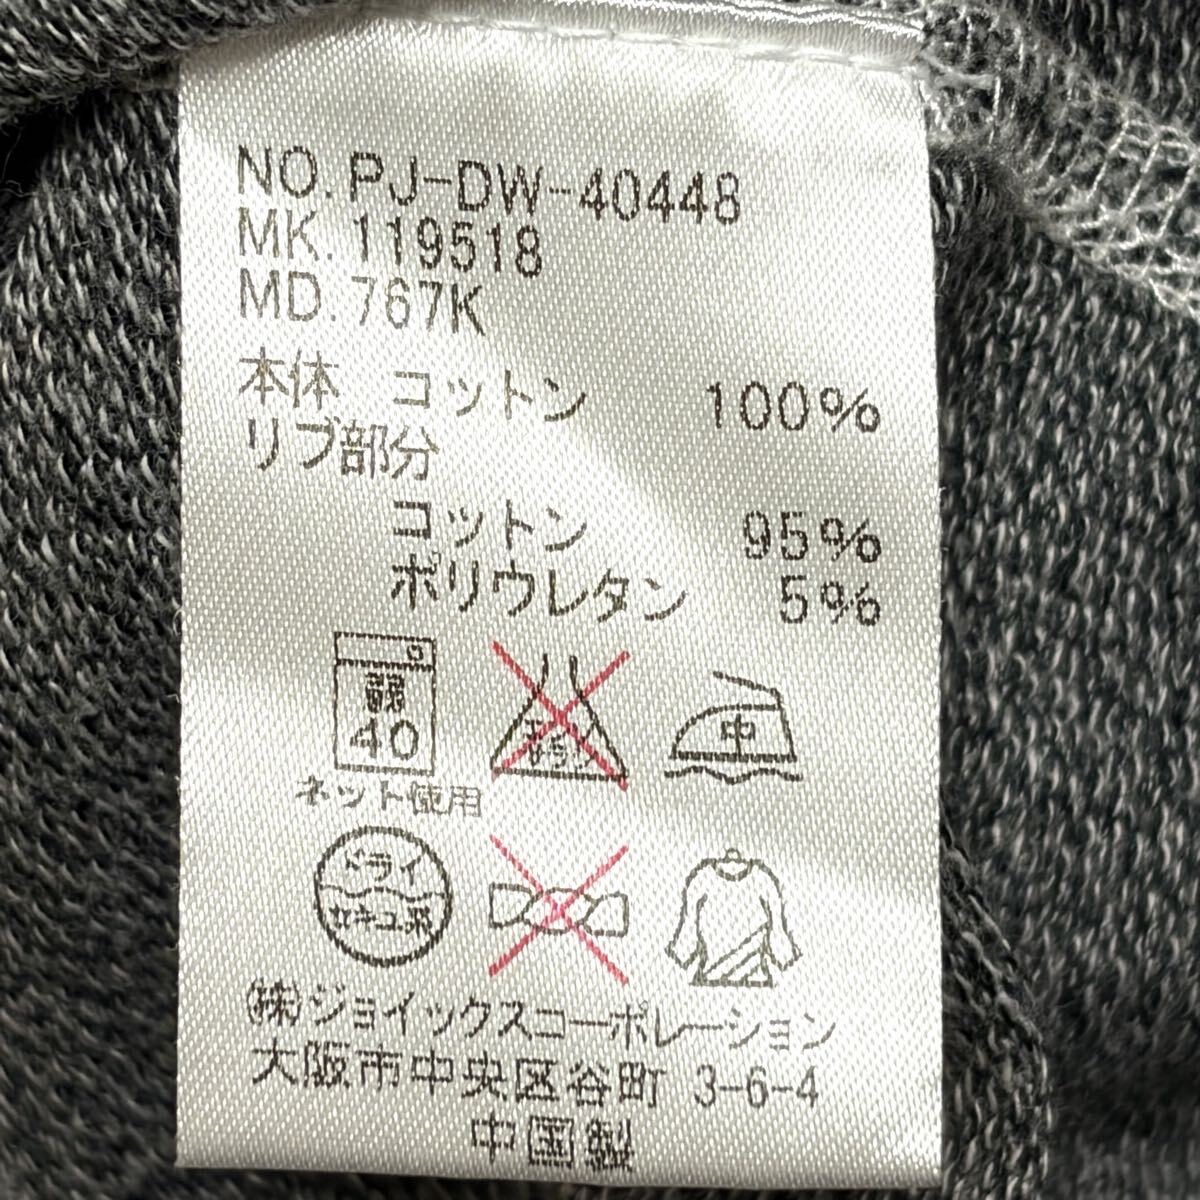 NO. PJ-DW-40448
MK. 119518
MD. 767K
本体 コットン 100%
リブ部分
コットン 95%
ポリウレタン 5%
弱
40
中
ネット使用
ドライ
セキユ系
㈱ジョイックスコーポレーション
大阪市中央区谷町 3-6-4
中国製